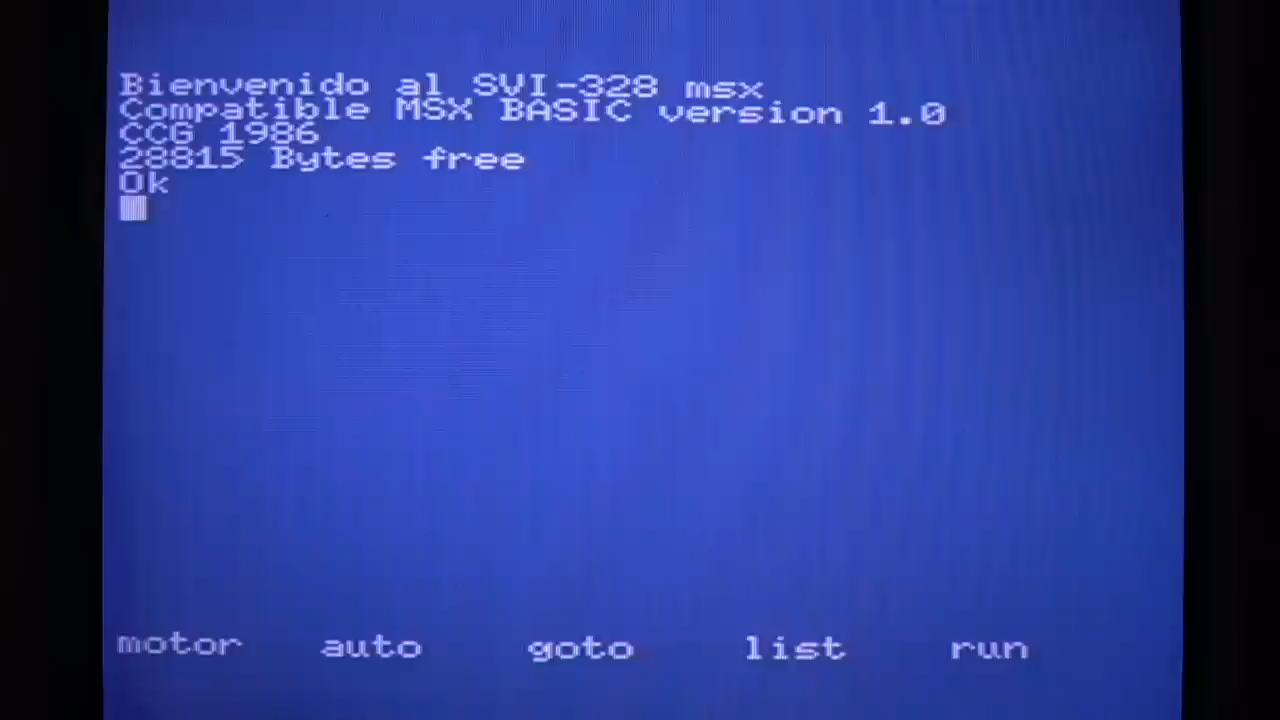 Bienvenido al SVI-328 msx
Compatible MSX BASIC version 1.0
CCG 1986
28815 Bytes free
Ok
motor auto goto list run